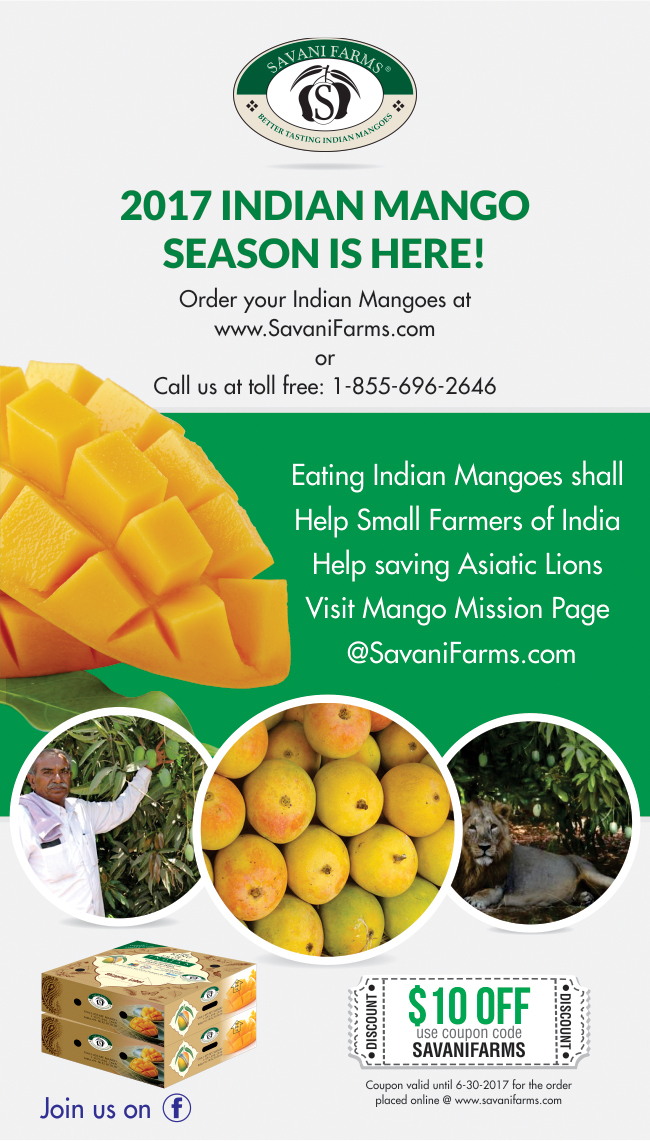 SAVANI FARMS®
S
BETTER TASTING INDIAN MANGOES
2017 INDIAN MANGO
SEASON IS HERE!
Order your Indian Mangoes at
www.SavaniFarms.com
or
Call us at toll free: 1-855-696-2646
Eating Indian Mangoes shall
Help Small Farmers of India
Help saving Asiatic Lions
Visit Mango Mission Page
@SavaniFarms.com
DISCOUNT
$10 OFF
use coupon code
SAVANIFARMS
DISCOUNT
Coupon valid until 6-30-2017 for the order
placed online @ www.savanifarms.com
Join us on f